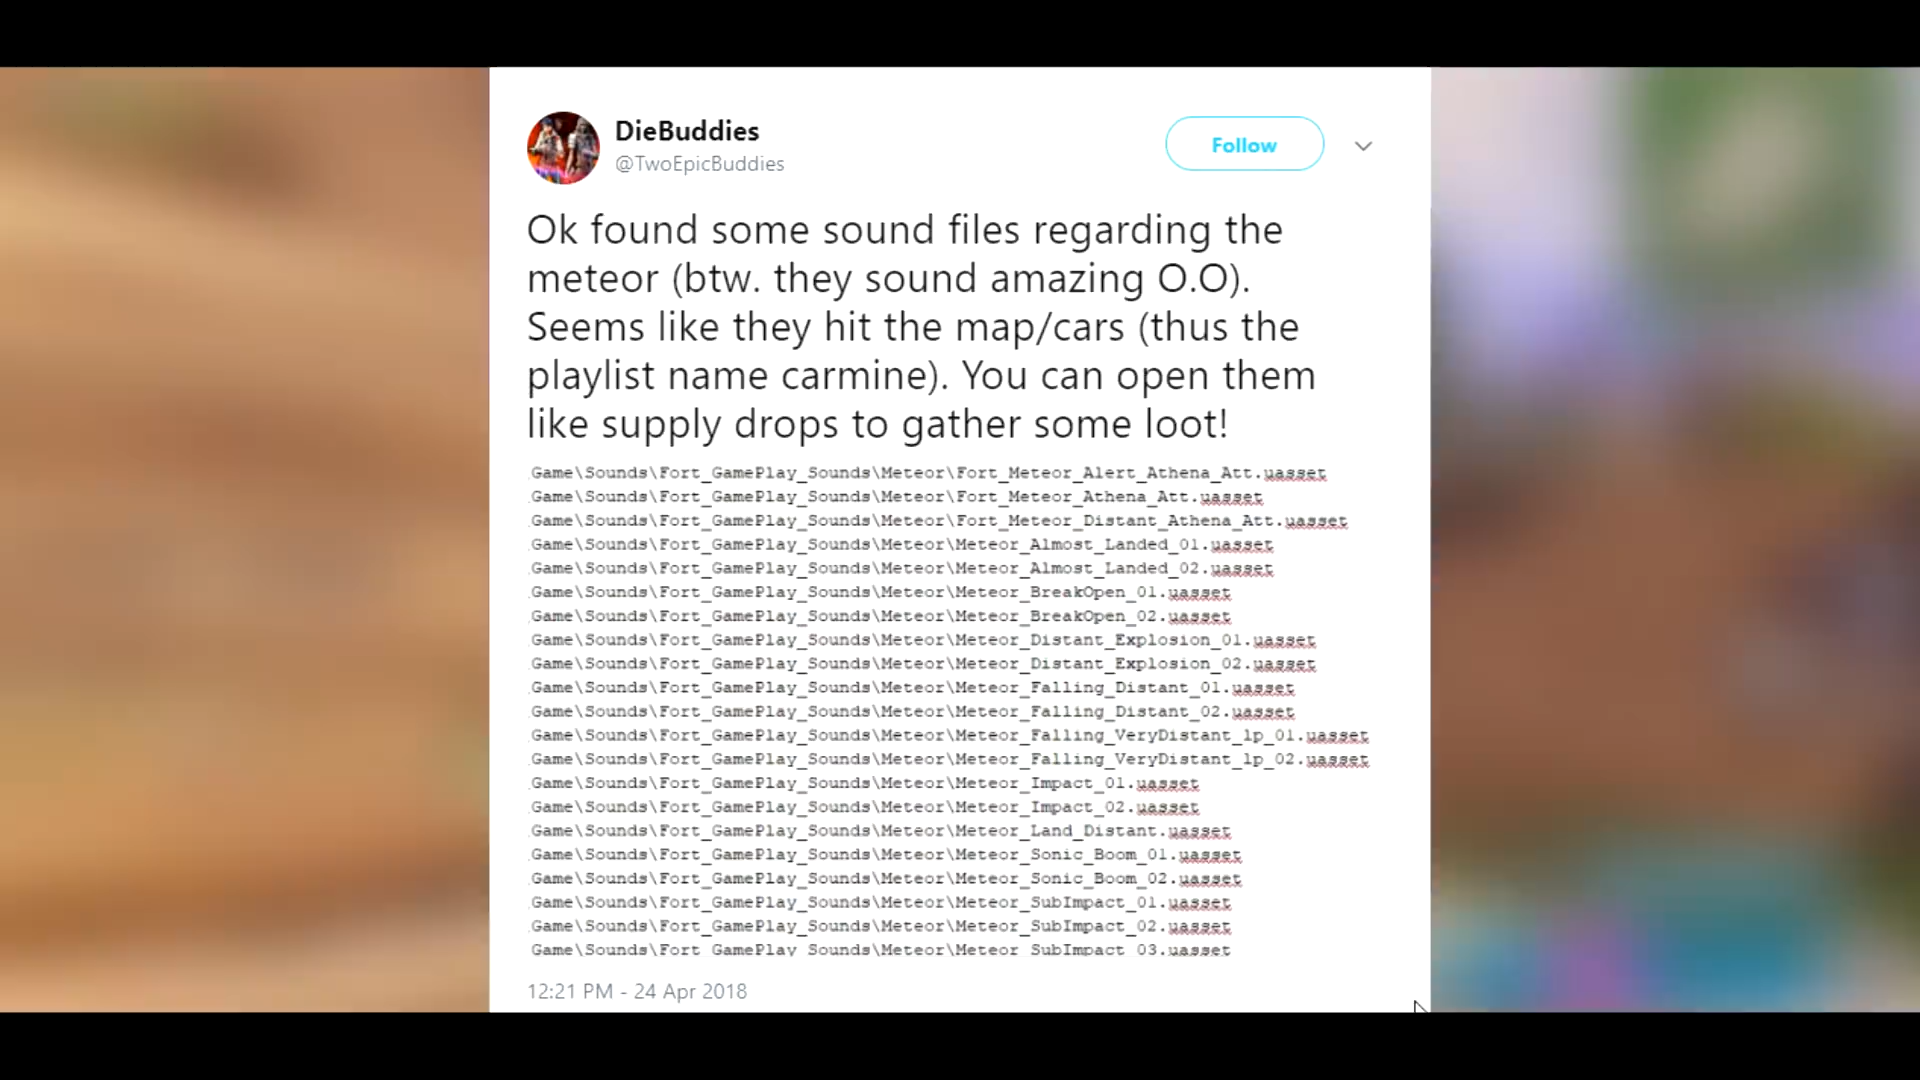 DieBuddies
@TwoEpicBuddies
Follow
Ok found some sound files regarding the
meteor (btw. they sound amazing O.O).
Seems like they hit the map/cars (thus the
playlist name carmine). You can open them
like supply drops to gather some loot!
Game\Sounds\Fort_GamePlay_Sounds\Meteor\Fort_Meteor_Alert_Athena_Att.uasset
Game\Sounds\Fort_GamePlay_Sounds\Meteor\Fort_Meteor_Athena_Att.uasset
Game\Sounds\Fort_GamePlay_Sounds\Meteor\Fort_Meteor_Distant_Athena_Att.uasset
Game\Sounds\Fort_GamePlay_Sounds\Meteor\Meteor_Almost_Landed_01.uasset
Game\Sounds\Fort_GamePlay_Sounds\Meteor\Meteor_Almost_Landed_02.uasset
Game\Sounds\Fort_GamePlay_Sounds\Meteor\Meteor_BreakOpen_01.uasset
Game\Sounds\Fort_GamePlay_Sounds\Meteor\Meteor_BreakOpen_02.uasset
Game\Sounds\Fort_GamePlay_Sounds\Meteor\Meteor_Distant_Explosion_01.uasset
Game\Sounds\Fort_GamePlay_Sounds\Meteor\Meteor_Distant_Explosion_02.uasset
Game\Sounds\Fort_GamePlay_Sounds\Meteor\Meteor_Falling_Distant_01.uasset
Game\Sounds\Fort_GamePlay_Sounds\Meteor\Meteor_Falling_Distant_02.uasset
Game\Sounds\Fort_GamePlay_Sounds\Meteor\Meteor_Falling_VeryDistant_lp_01.uasset
Game\Sounds\Fort_GamePlay_Sounds\Meteor\Meteor_Falling_VeryDistant_lp_02.uasset
Game\Sounds\Fort_GamePlay_Sounds\Meteor\Meteor_Impact_01.uasset
Game\Sounds\Fort_GamePlay_Sounds\Meteor\Meteor_Impact_02.uasset
Game\Sounds\Fort_GamePlay_Sounds\Meteor\Meteor_Land_Distant.uasset
Game\Sounds\Fort_GamePlay_Sounds\Meteor\Meteor_Sonic_Boom_01.uasset
Game\Sounds\Fort_GamePlay_Sounds\Meteor\Meteor_Sonic_Boom_02.uasset
Game\Sounds\Fort_GamePlay_Sounds\Meteor\Meteor_SubImpact_01.uasset
Game\Sounds\Fort_GamePlay_Sounds\Meteor\Meteor_SubImpact_02.uasset
Game\Sounds\Fort_GamePlay_Sounds\Meteor\Meteor_SubImpact_03.uasset
12:21 PM - 24 Apr 2018